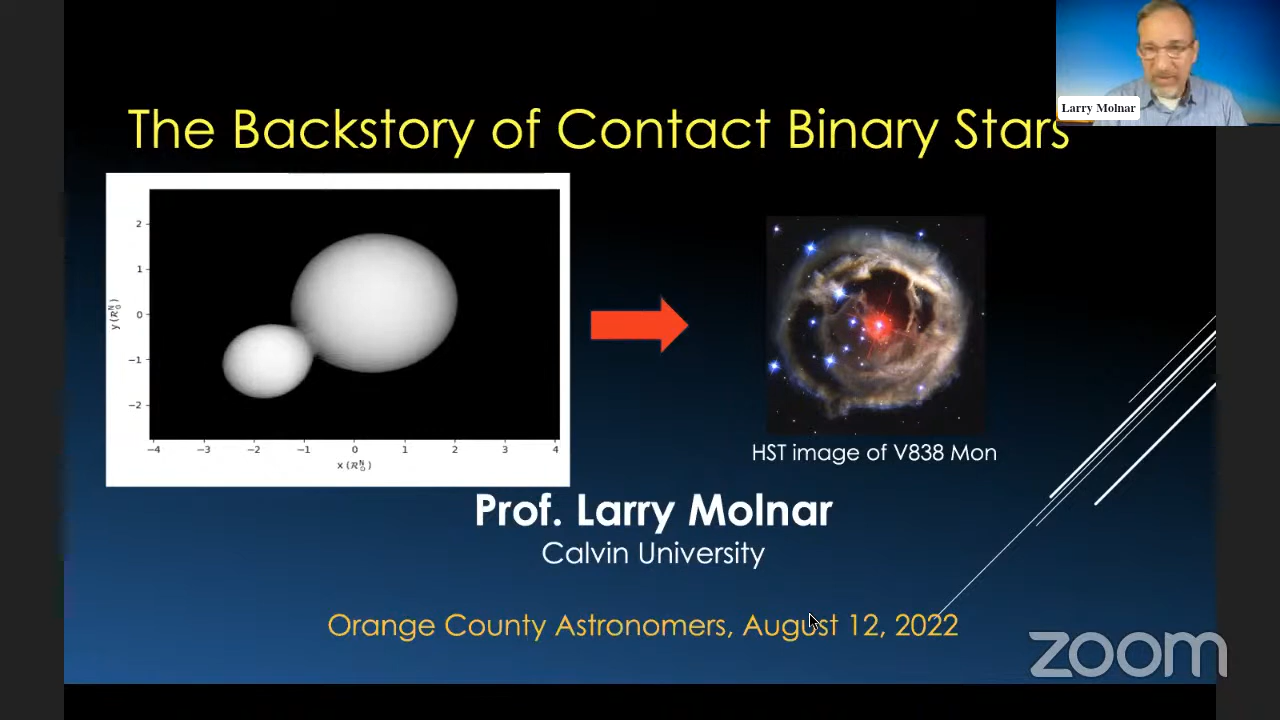 Larry Molnar
The Backstory of Contact Binary Stars
2
1
0
−1
−2
y (R☉ᴺ)
−4 −3 −2 −1 0 1 2 3 4
x (R☉ᴺ)
HST image of V838 Mon
Prof. Larry Molnar
Calvin University
Orange County Astronomers, August 12, 2022
zoom